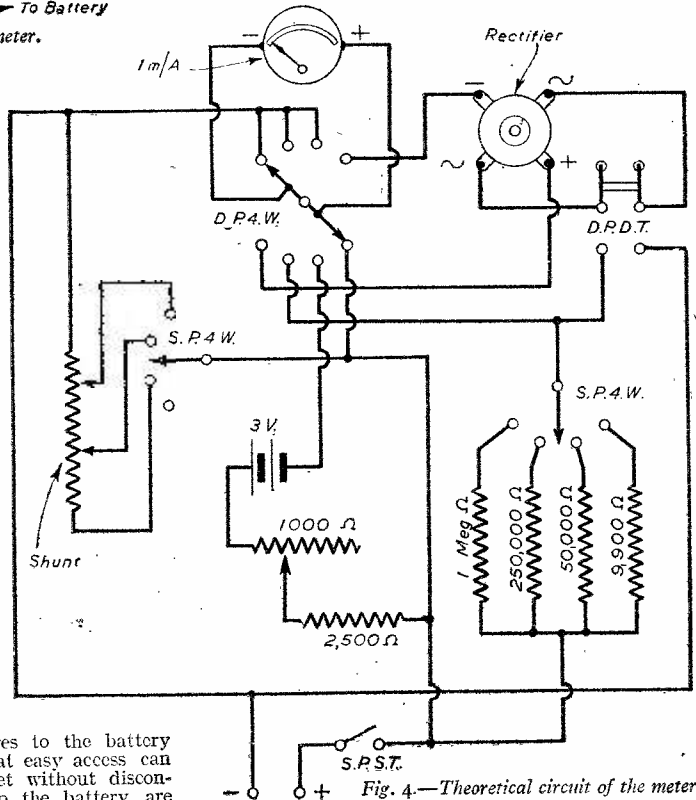 To Battery
meter.
− +
1 m/A
Rectifier
− ~
~ +
D.P.4.W.
D.P.D.T.
S.P.4 W.
S.P.4.W.
3 V.
1000 Ω
2,500 Ω
Shunt
1 Meg Ω
250,000 Ω
50,000 Ω
9,900 Ω
res to the battery
at easy access can
et without discon-
o the battery are
S.P.S.T.
− +
Fig. 4.—Theoretical circuit of the meter